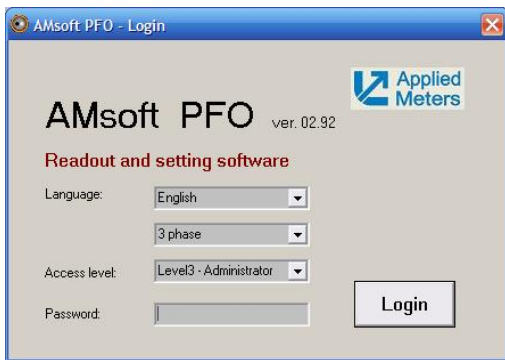 AMsoft PFO - Login
Applied
Meters
AMsoft PFO ver. 02.92
Readout and setting software
Language: English
3 phase
Access level: Level3 - Administrator
Password:
Login